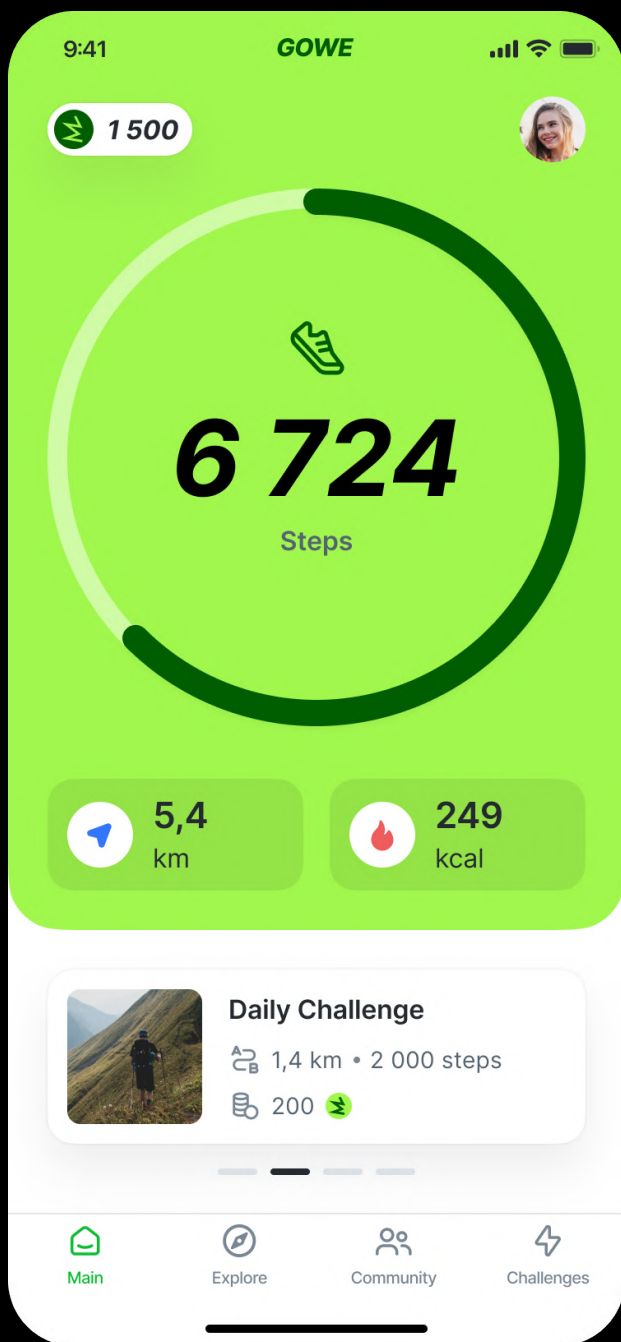 9:41
GOWE
1 500
6 724
Steps
5,4
km
249
kcal
Daily Challenge
A B
1,4 km • 2 000 steps
200
Main
Explore
Community
Challenges